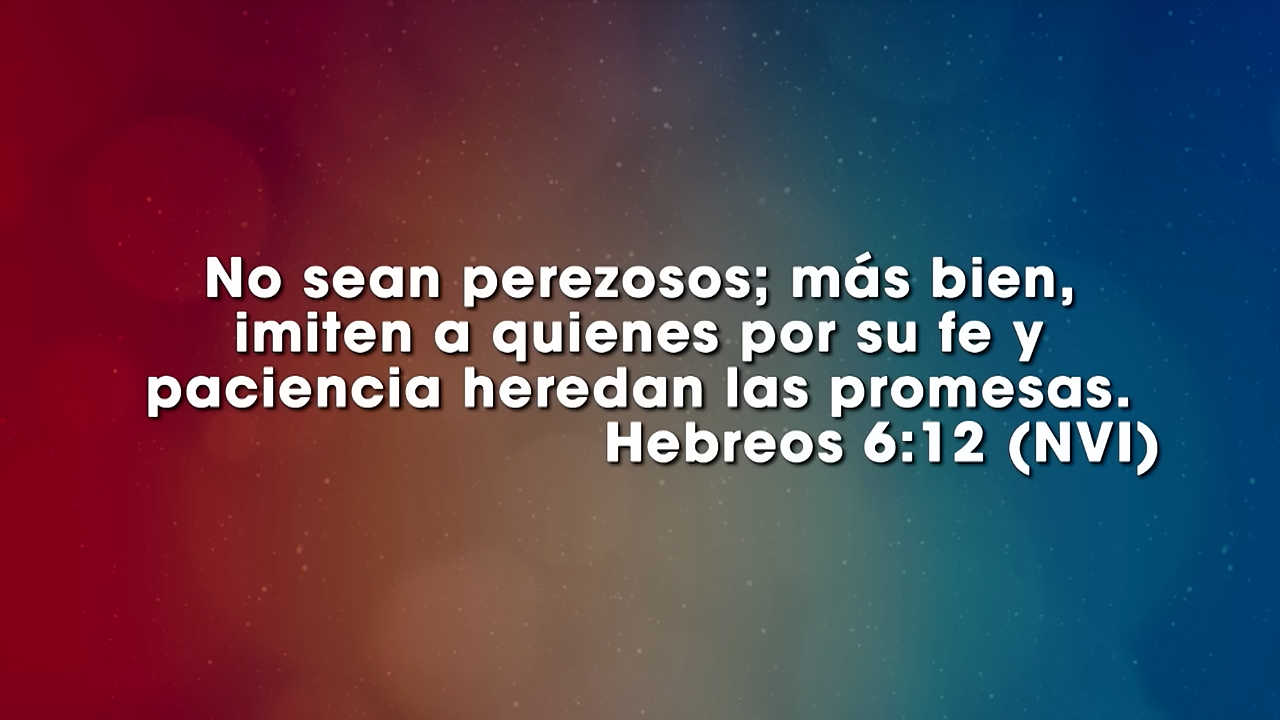 No sean perezosos; más bien,
imiten a quienes por su fe y
paciencia heredan las promesas.
Hebreos 6:12 (NVI)